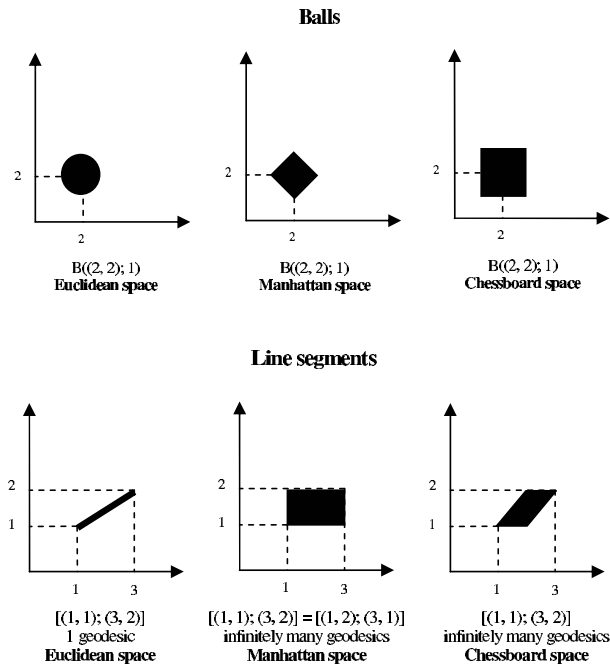 Balls
2
2
2
2
2
2
B((2, 2); 1)
Euclidean space
B((2, 2); 1)
Manhattan space
B((2, 2); 1)
Chessboard space
Line segments
2
1
1
3
2
1
1
3
2
1
1
3
[(1, 1); (3, 2)]
1 geodesic
Euclidean space
[(1, 1); (3, 2)] = [(1, 2); (3, 1)]
infinitely many geodesics
Manhattan space
[(1, 1); (3, 2)]
infinitely many geodesics
Chessboard space